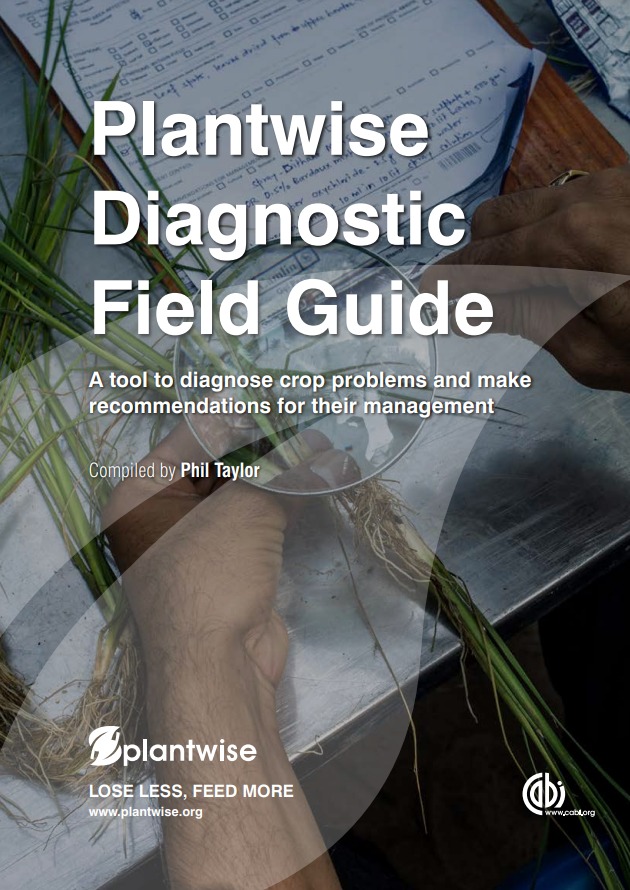 Plantwise
Diagnostic
Field Guide
A tool to diagnose crop problems and make
recommendations for their management
Compiled by Phil Taylor
plantwise
LOSE LESS, FEED MORE
www.plantwise.org
cabi
www.cabi.org